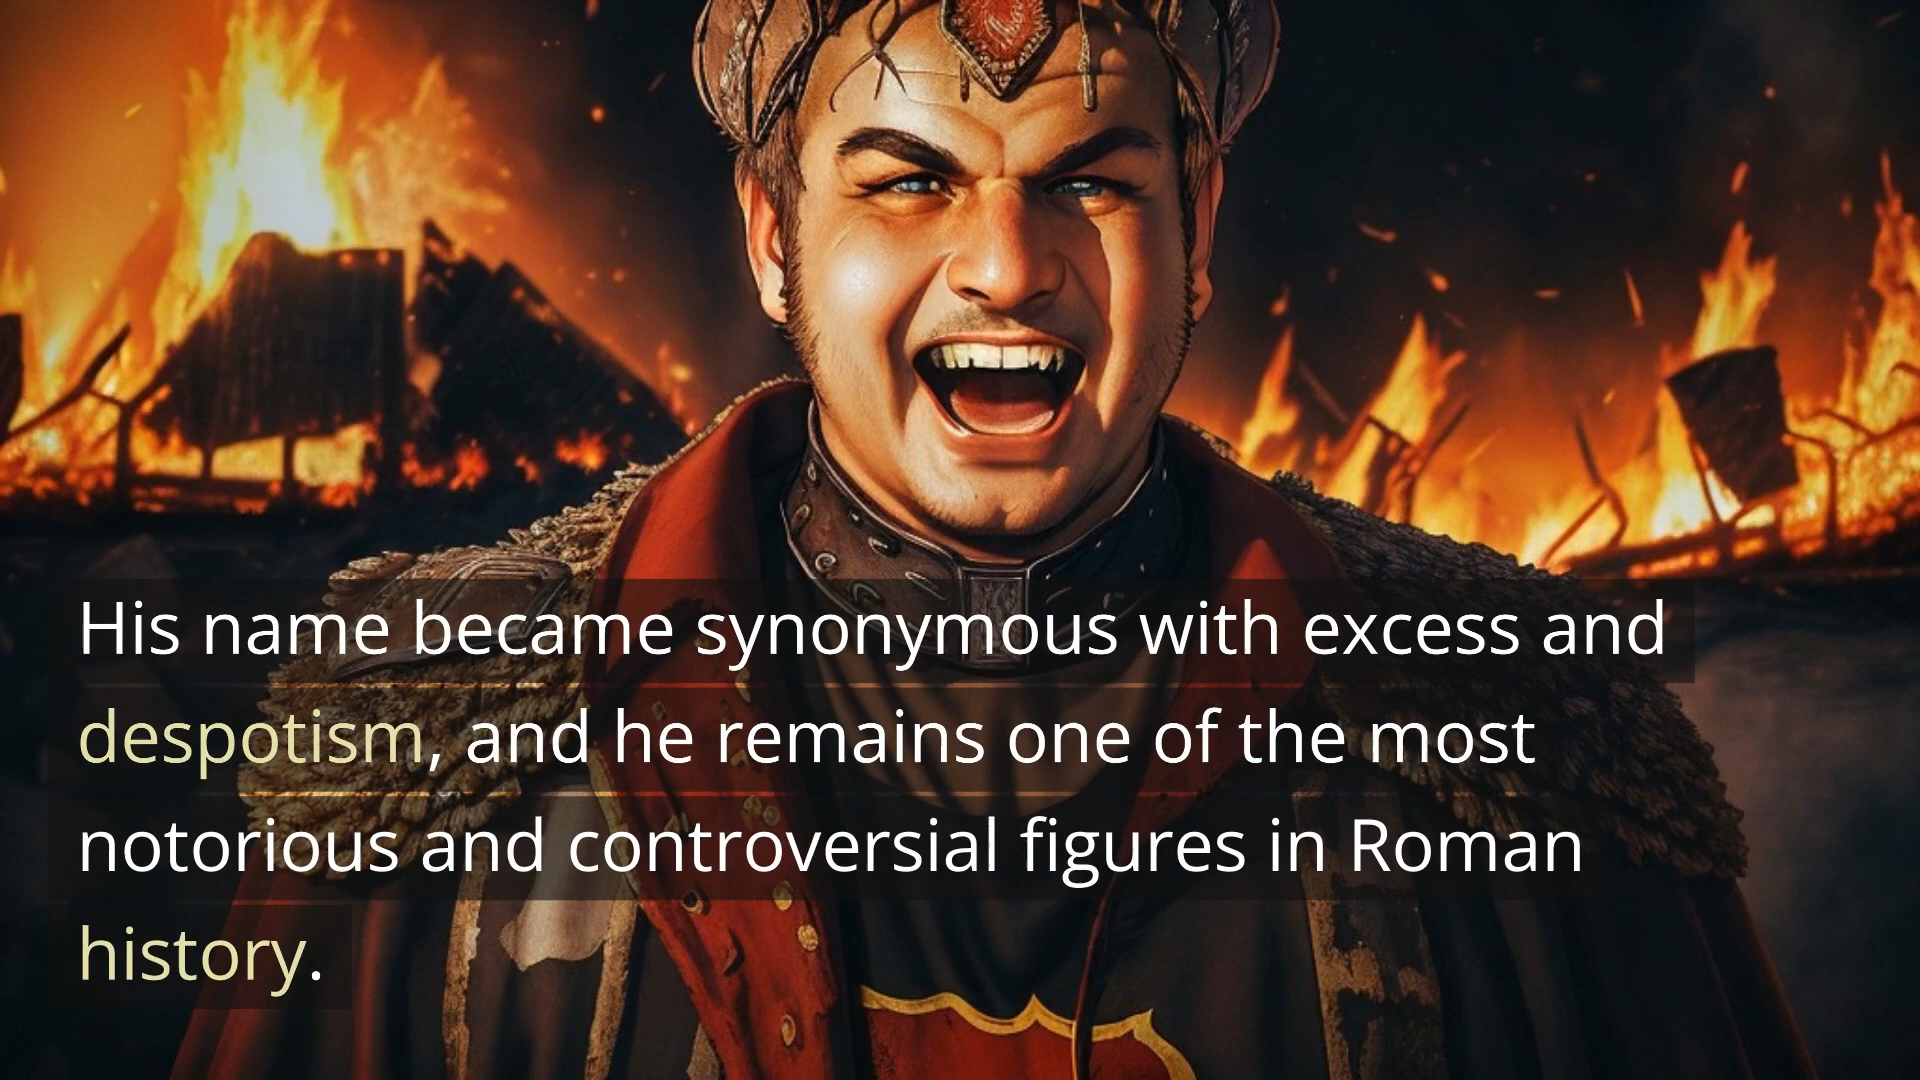 His name became synonymous with excess and
despotism, and he remains one of the most
notorious and controversial figures in Roman
history.